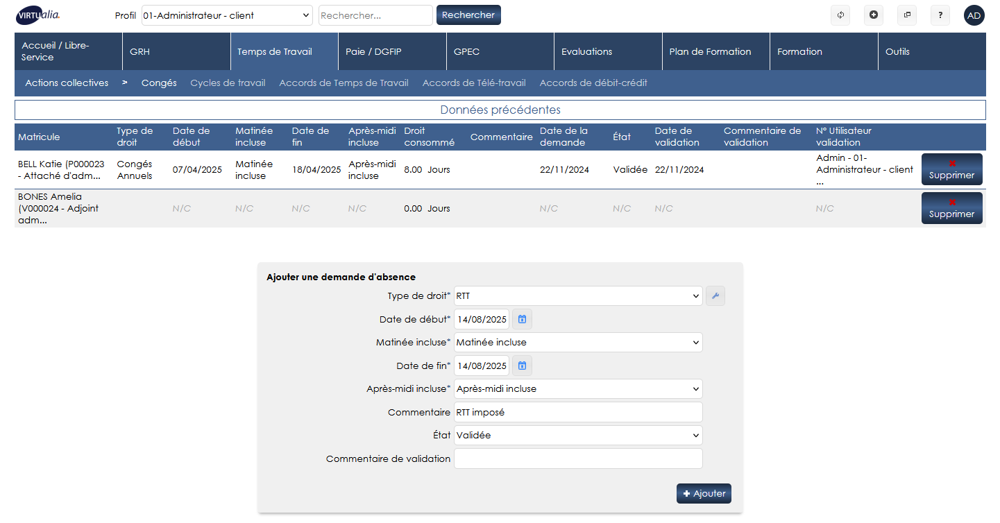 VIRTUalia.
Profil 01-Administrateur - client Rechercher... Rechercher ? AD
Accueil / Libre-Service GRH Temps de Travail Paie / DGFIP GPEC Evaluations Plan de Formation Formation Outils
Actions collectives > Congés Cycles de travail Accords de Temps de Travail Accords de Télé-travail Accords de débit-crédit
Données précédentes
Matricule Type de droit Date de début Matinée incluse Date de fin Après-midi incluse Droit consommé Commentaire Date de la demande État Date de validation Commentaire de validation N° Utilisateur validation
BELL Katie (P000023 - Attaché d'adm... Congés Annuels 07/04/2025 Matinée incluse 18/04/2025 Après-midi incluse 8.00 Jours 22/11/2024 Validée 22/11/2024 Admin - 01-Administrateur - client ... Supprimer
BONES Amelia (V000024 - Adjoint adm... N/C N/C N/C N/C 0.00 Jours N/C N/C N/C N/C Supprimer
Ajouter une demande d'absence
Type de droit* RTT
Date de début* 14/08/2025
Matinée incluse* Matinée incluse
Date de fin* 14/08/2025
Après-midi incluse* Après-midi incluse
Commentaire RTT imposé
État Validée
Commentaire de validation
Ajouter